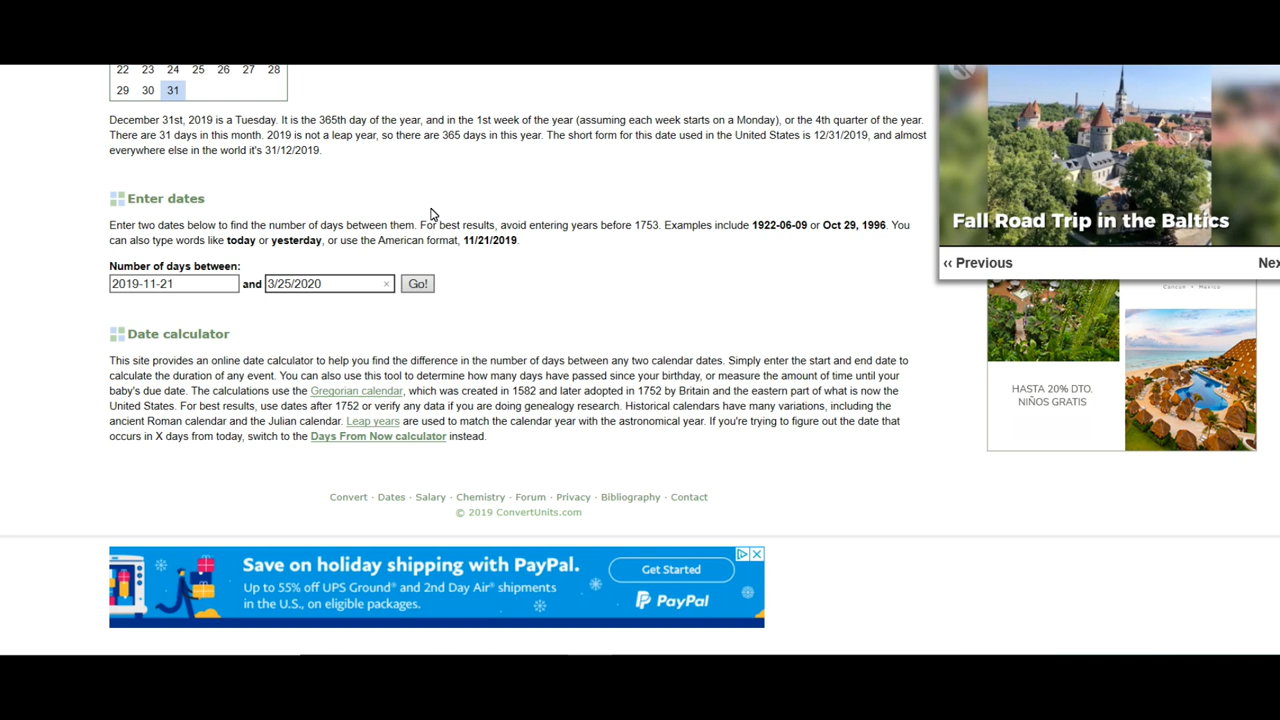 22 23 24 25 26 27 28
29 30 31
December 31st, 2019 is a Tuesday. It is the 365th day of the year, and in the 1st week of the year (assuming each week starts on a Monday), or the 4th quarter of the year.
There are 31 days in this month. 2019 is not a leap year, so there are 365 days in this year. The short form for this date used in the United States is 12/31/2019, and almost
everywhere else in the world it's 31/12/2019.
Enter dates
Enter two dates below to find the number of days between them. For best results, avoid entering years before 1753. Examples include 1922-06-09 or Oct 29, 1996. You
can also type words like today or yesterday, or use the American format, 11/21/2019.
Number of days between:
2019-11-21 and 3/25/2020 × Go!
Date calculator
This site provides an online date calculator to help you find the difference in the number of days between any two calendar dates. Simply enter the start and end date to
calculate the duration of any event. You can also use this tool to determine how many days have passed since your birthday, or measure the amount of time until your
baby's due date. The calculations use the Gregorian calendar, which was created in 1582 and later adopted in 1752 by Britain and the eastern part of what is now the
United States. For best results, use dates after 1752 or verify any data if you are doing genealogy research. Historical calendars have many variations, including the
ancient Roman calendar and the Julian calendar. Leap years are used to match the calendar year with the astronomical year. If you're trying to figure out the date that
occurs in X days from today, switch to the Days From Now calculator instead.
Convert · Dates · Salary · Chemistry · Forum · Privacy · Bibliography · Contact
© 2019 ConvertUnits.com
Save on holiday shipping with PayPal.
Up to 55% off UPS Ground® and 2nd Day Air® shipments
in the U.S., on eligible packages.
Get Started
PayPal
Fall Road Trip in the Baltics
‹‹ Previous
Nex
Cancun • Mexico
HASTA 20% DTO.
NIÑOS GRATIS